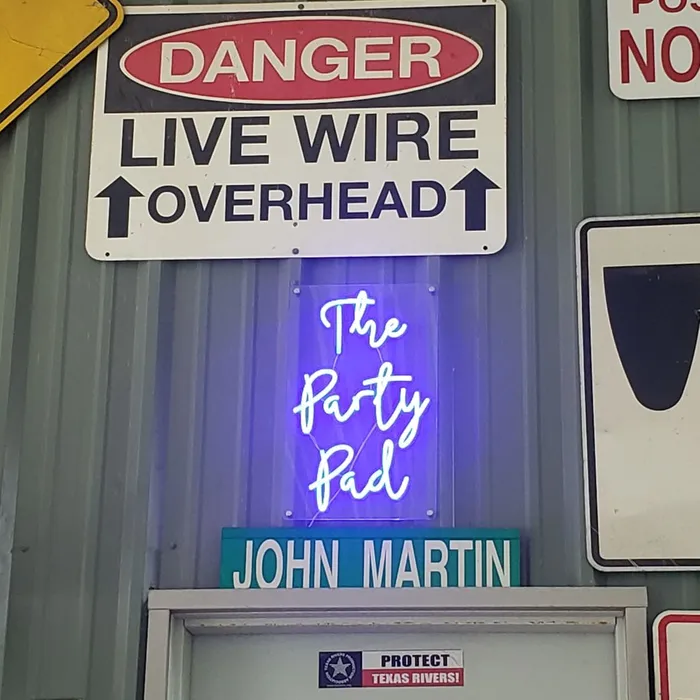 DANGER
LIVE WIRE
OVERHEAD
NO
The
Party
Pad
JOHN MARTIN
PROTECT
TEXAS RIVERS!